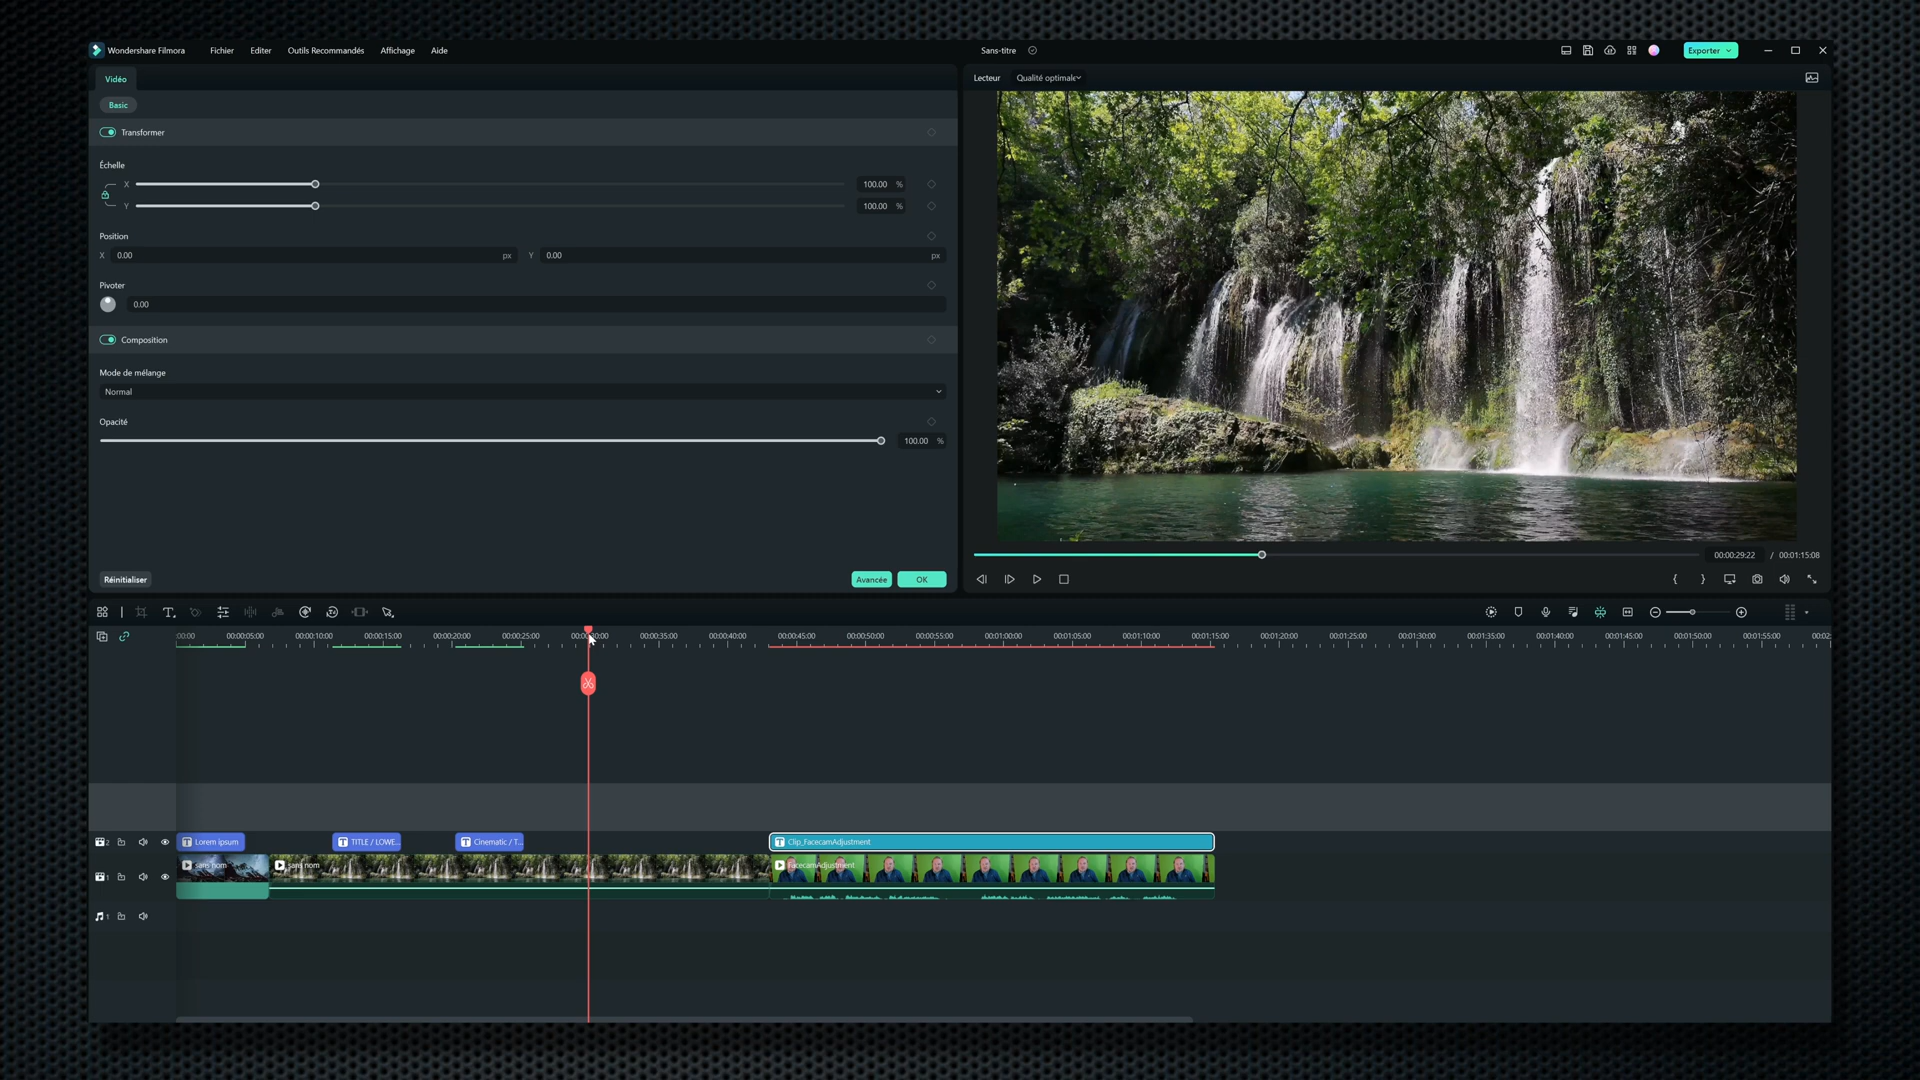 Wondershare Filmora Fichier Editer Outils Recommandés Affichage Aide Sans-titre Exporter
Vidéo
Lecteur Qualité optimale
Basic
Transformer
Échelle
X 100.00 %
Y 100.00 %
Position
X 0.00 px Y 0.00 px
Pivoter
0.00
Composition
Mode de mélange
Normal
Opacité
100.00 %
00:00:29:22 / 00:01:15:08
Réinitialiser Avancée OK
:00:00 00:00:05:00 00:00:10:00 00:00:15:00 00:00:20:00 00:00:25:00 00:00:30:00 00:00:35:00 00:00:40:00 00:00:45:00 00:00:50:00 00:00:55:00 00:01:00:00 00:01:05:00 00:01:10:00 00:01:15:00 00:01:20:00 00:01:25:00 00:01:30:00 00:01:35:00 00:01:40:00 00:01:45:00 00:01:50:00 00:01:55:00 00:02:
2 Lorem ipsum TITLE / LOWE... Cinematic / T... Clip_FacecamAdjustment
sans nom sans nom FacecamAdjustment
1
1